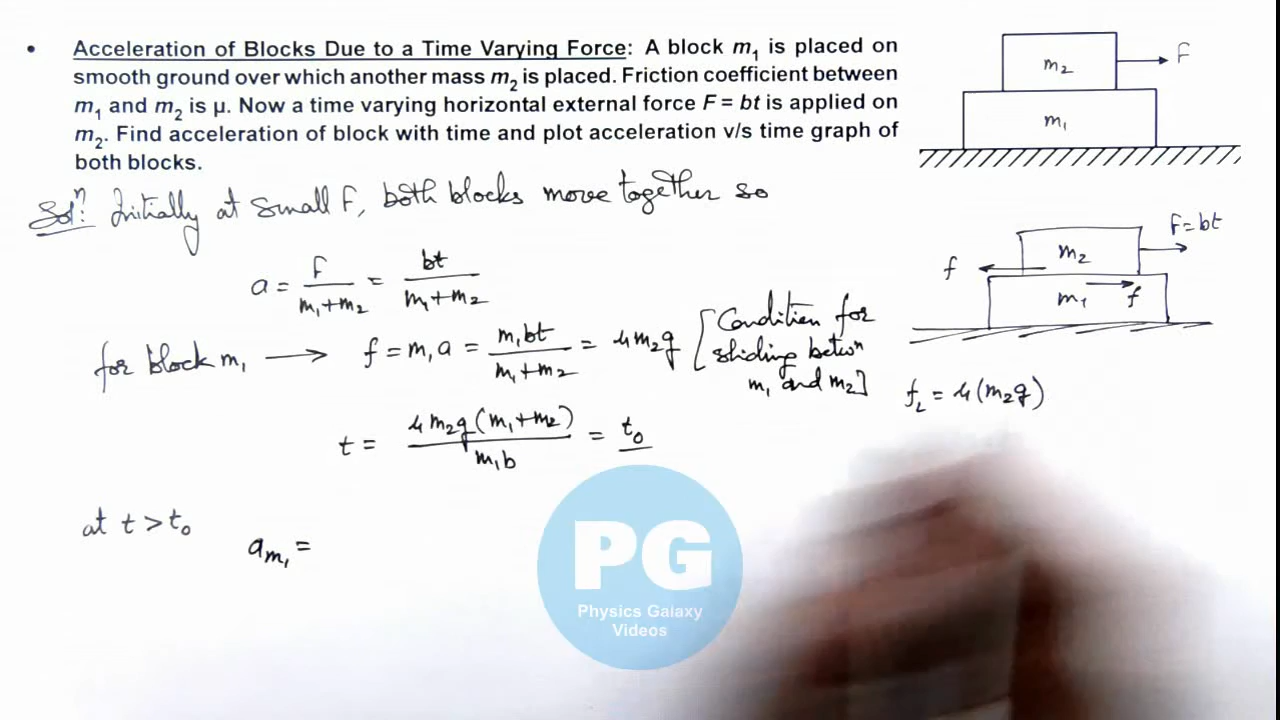 • Acceleration of Blocks Due to a Time Varying Force: A block m₁ is placed on
smooth ground over which another mass m₂ is placed. Friction coefficient between
m₁ and m₂ is μ. Now a time varying horizontal external force F = bt is applied on
m₂. Find acceleration of block with time and plot acceleration v/s time graph of
both blocks.
m₂ F
m₁
Solⁿ: Initially at small F, both blocks move together so
F = bt
f m₂
m₁ f
a = F/(m₁+m₂) = bt/(m₁+m₂)
for block m₁ → f = m₁a = m₁bt/(m₁+m₂) = μm₂g [Condition for
sliding betwⁿ
m₁ and m₂]
f_L = μ(m₂g)
t = μm₂g(m₁+m₂)/m₁b = t₀
at t > t₀
a_m₁ =
PG
Physics Galaxy
Videos